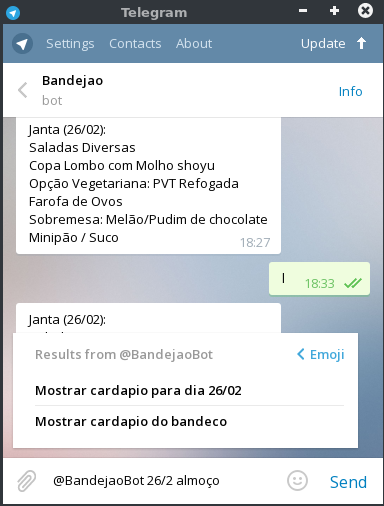 Telegram
Settings Contacts About Update
Bandejao
bot
Info
Janta (26/02):
Saladas Diversas
Copa Lombo com Molho shoyu
Opção Vegetariana: PVT Refogada
Farofa de Ovos
Sobremesa: Melão/Pudim de chocolate
Minipão / Suco
18:27
l 18:33
Janta (26/02):
Results from @BandejaoBot
Emoji
Mostrar cardapio para dia 26/02
Mostrar cardapio do bandeco
@BandejaoBot 26/2 almoço
Send